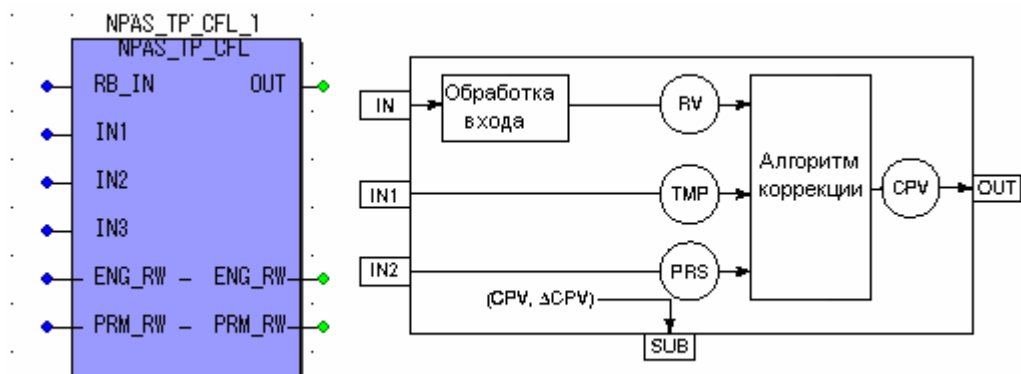 NPAS_TP_CFL_1
NPAS_TP_CFL
RB_IN OUT
IN1
IN2
IN3
ENG_RW - ENG_RW
PRM_RW - PRM_RW
IN
Обработка
входа
RV
IN1
TMP
Алгоритм
коррекции
CPV
OUT
IN2
PRS
(CPV, ΔCPV)
SUB